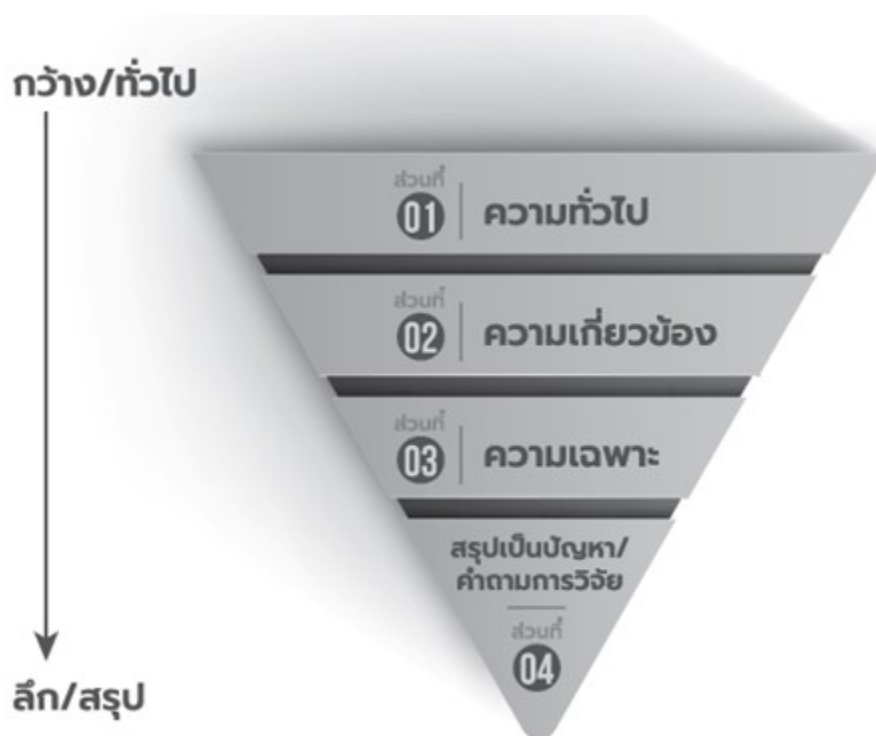 กว้าง/ทั่วไป
ส่วนที่
01
ความทั่วไป
ส่วนที่
02
ความเกี่ยวข้อง
ส่วนที่
03
ความเฉพาะ
สรุปเป็นปัญหา/
คำถามการวิจัย
ส่วนที่
04
ลึก/สรุป